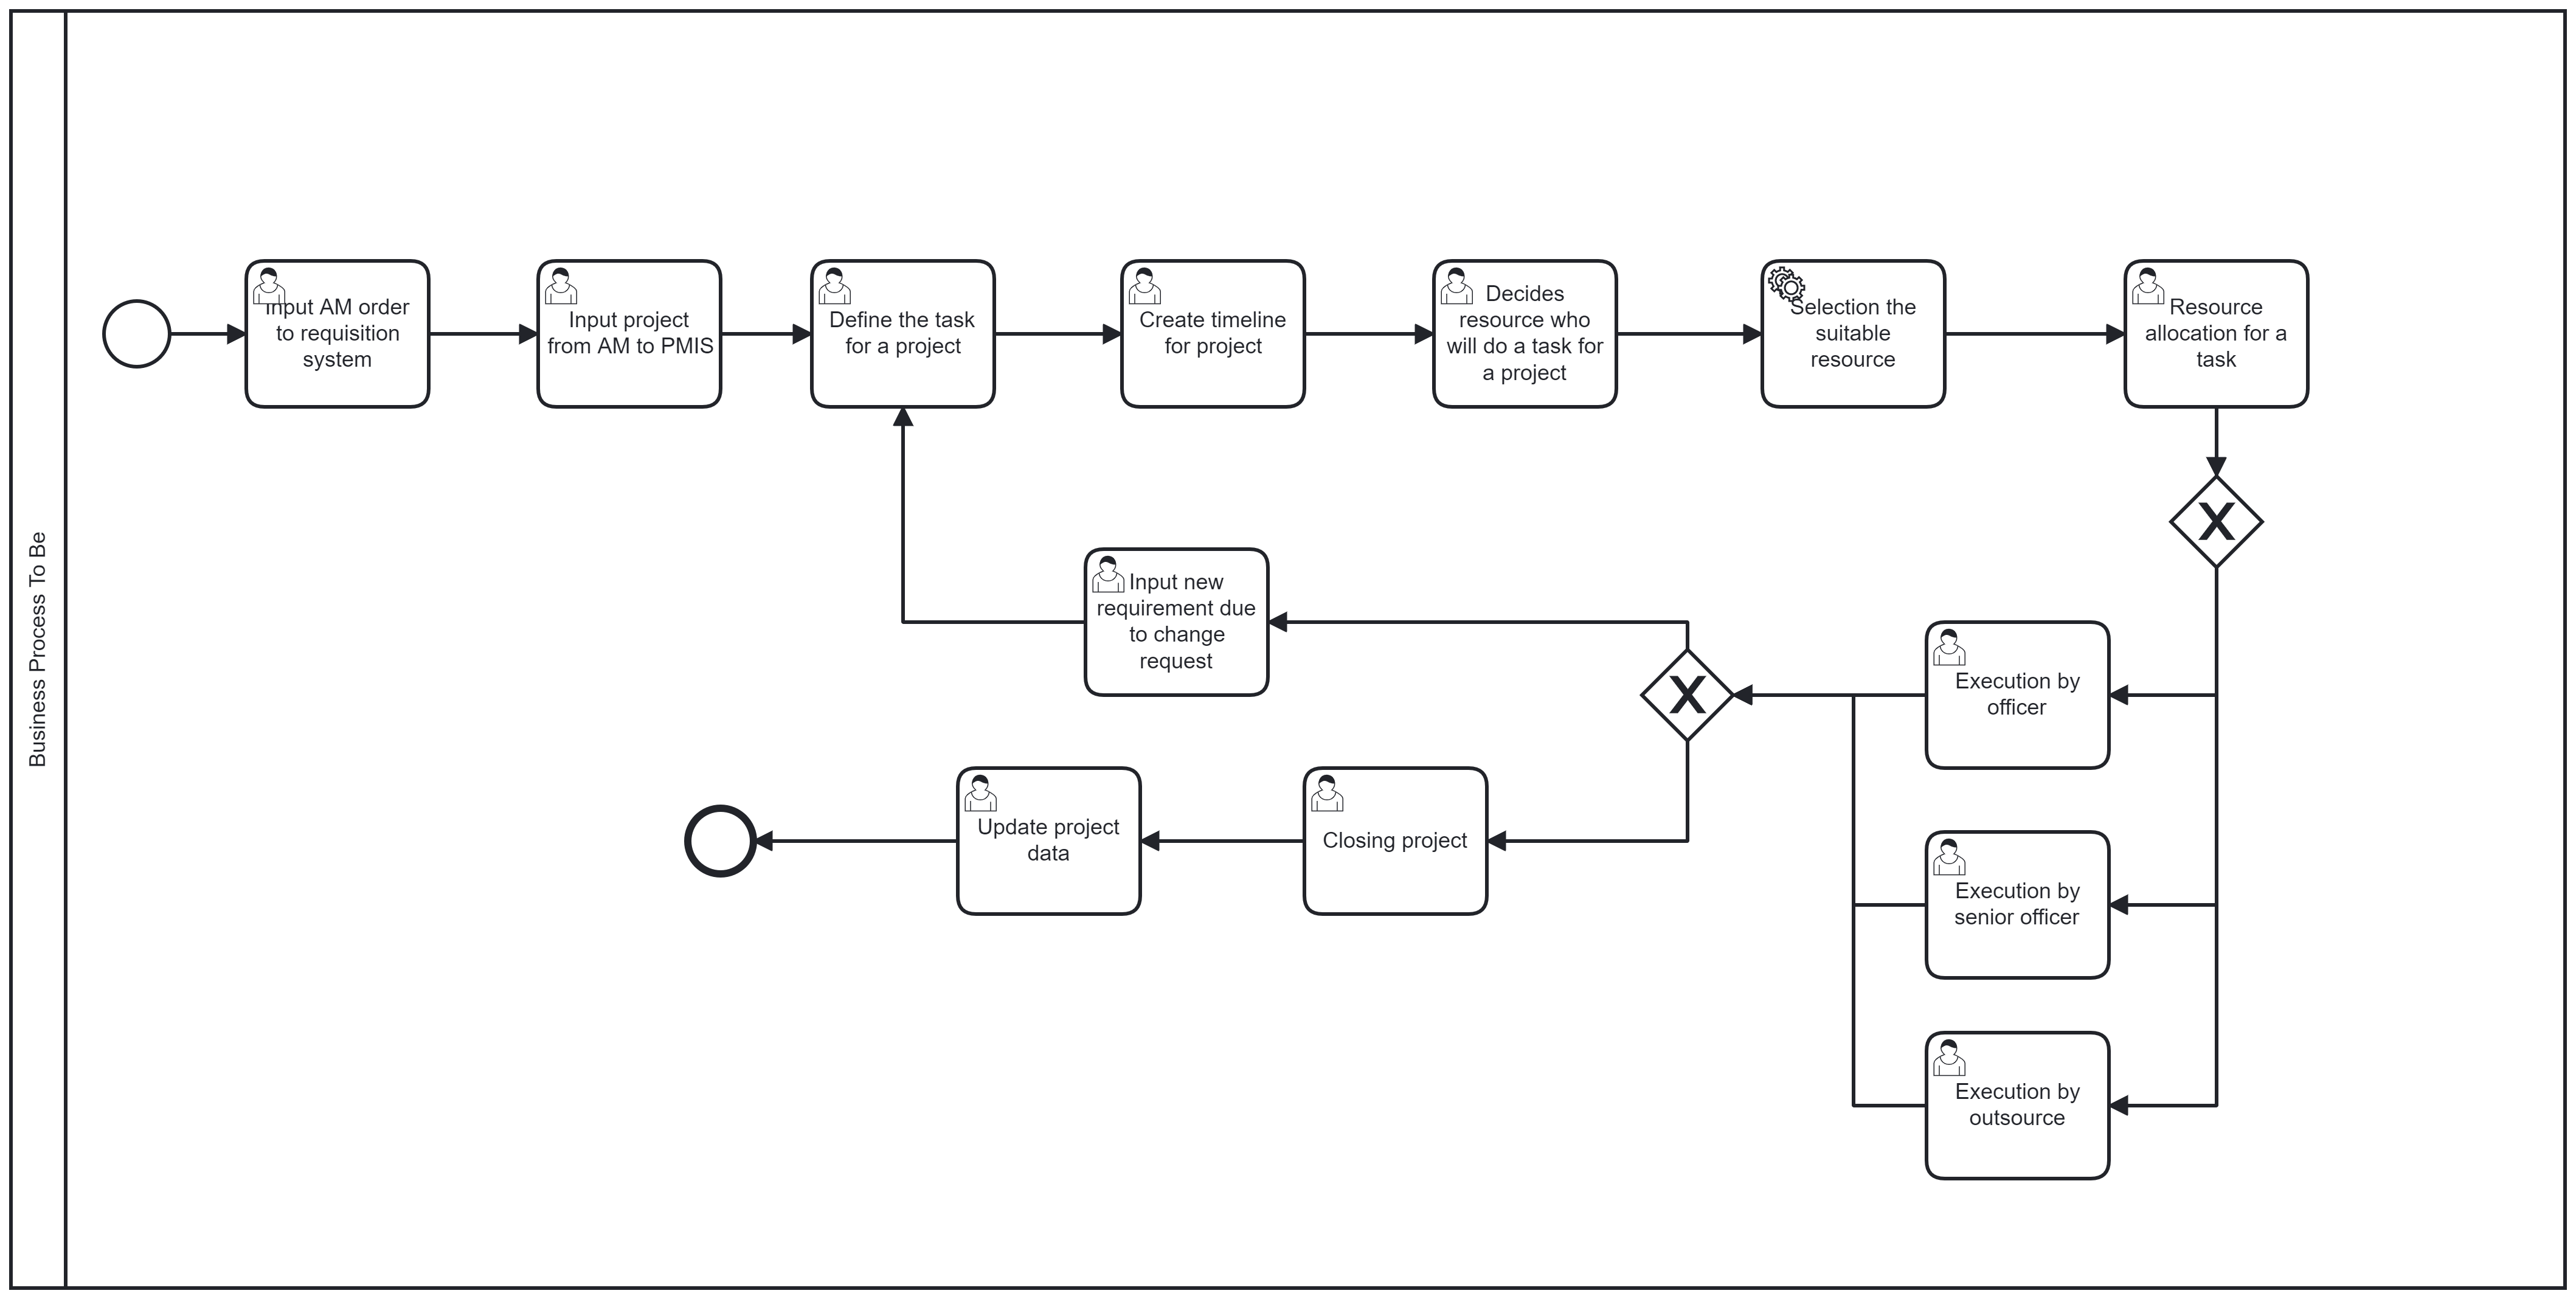 Business Process To Be
Input AM order
to requisition
system
Input project
from AM to PMIS
Define the task
for a project
Create timeline
for project
Decides
resource who
will do a task for
a project
Selection the
suitable
resource
Resource
allocation for a
task
X
Input new
requirement due
to change
request
X
Execution by
officer
Update project
data
Closing project
Execution by
senior officer
Execution by
outsource